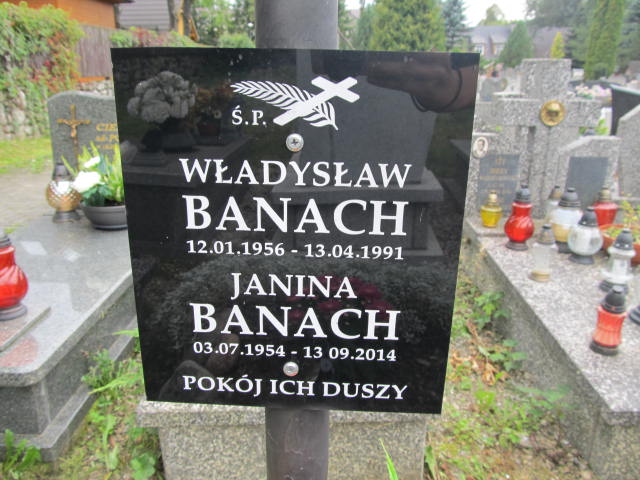 Ś.P.
WŁADYSŁAW
BANACH
12.01.1956 - 13.04.1991
JANINA
BANACH
03.07.1954 - 13 09.2014
POKÓJ ICH DUSZY